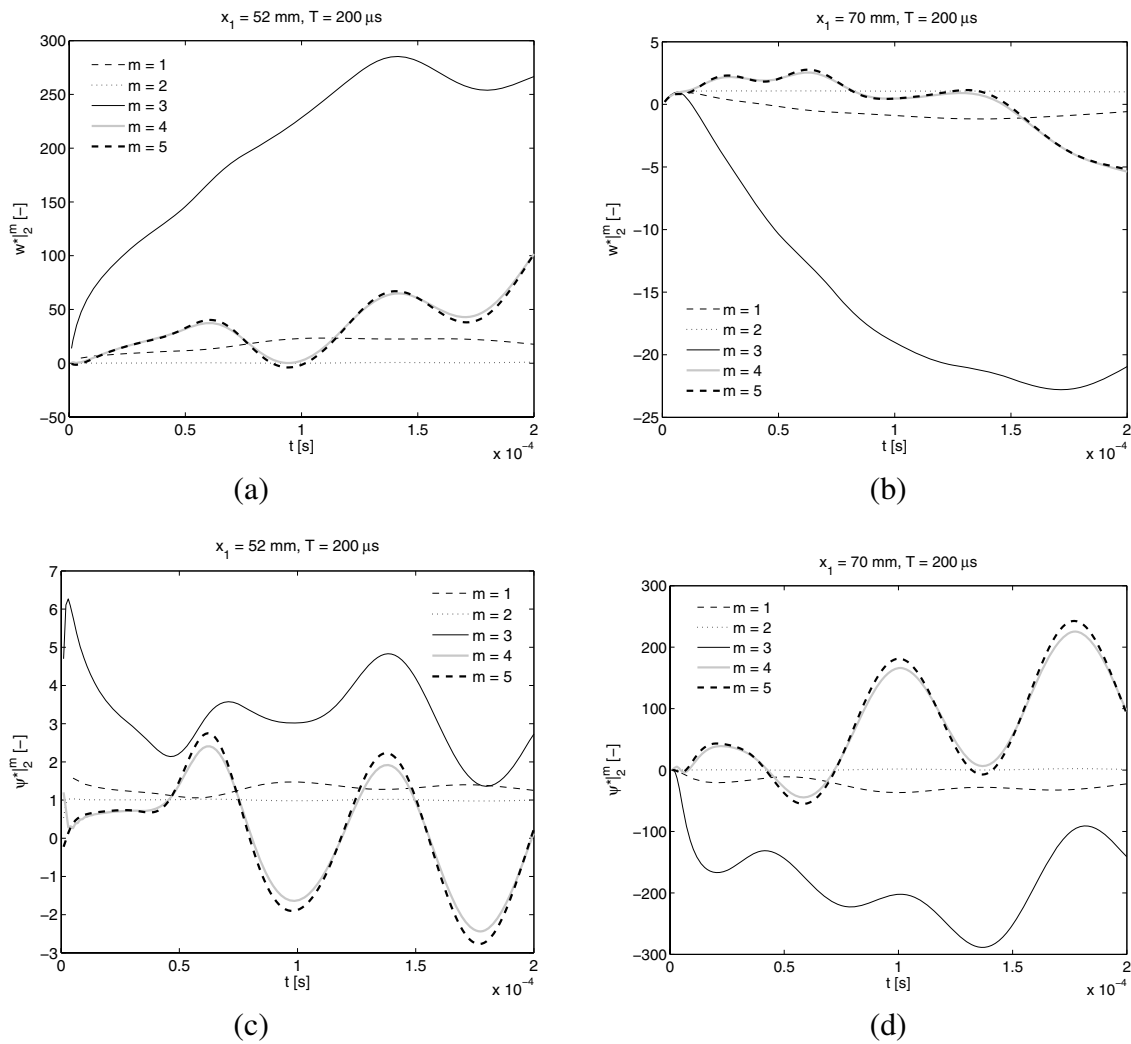 x₁ = 52 mm, T = 200 μs
300
250
200
150
100
50
0
−50
w*|₂ᵐ [−]
m = 1
m = 2
m = 3
m = 4
m = 5
0
0.5
1
1.5
2
t [s]
x 10⁻⁴
(a)
x₁ = 70 mm, T = 200 μs
5
0
−5
−10
−15
−20
−25
w*|₂ᵐ [−]
m = 1
m = 2
m = 3
m = 4
m = 5
0
0.5
1
1.5
2
t [s]
x 10⁻⁴
(b)
x₁ = 52 mm, T = 200 μs
7
6
5
4
3
2
1
0
−1
−2
−3
ψ*|₂ᵐ [−]
m = 1
m = 2
m = 3
m = 4
m = 5
0
0.5
1
1.5
2
t [s]
x 10⁻⁴
(c)
x₁ = 70 mm, T = 200 μs
300
200
100
0
−100
−200
−300
ψ*|₂ᵐ [−]
m = 1
m = 2
m = 3
m = 4
m = 5
0
0.5
1
1.5
2
t [s]
x 10⁻⁴
(d)